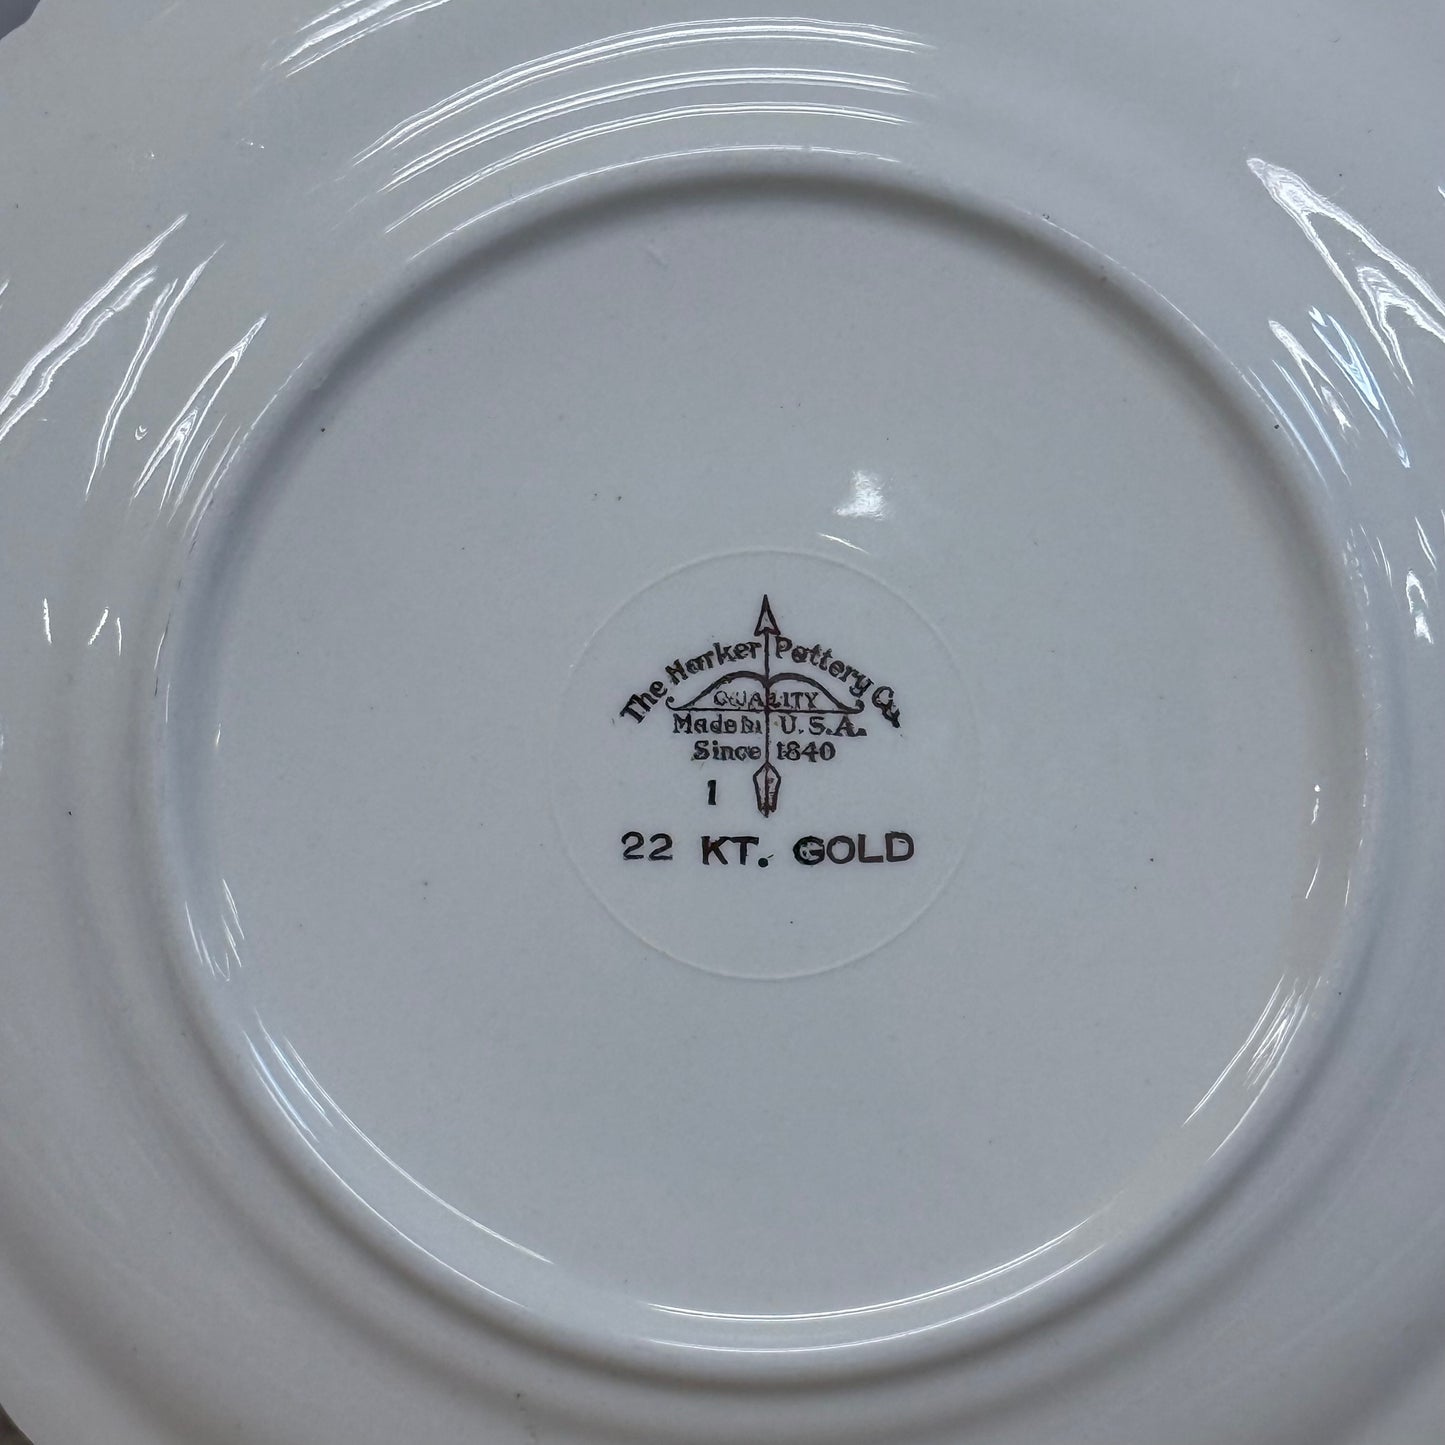 The Harker Pottery Co.
QUALITY
Made in U.S.A.
Since 1840
1
22 KT. GOLD